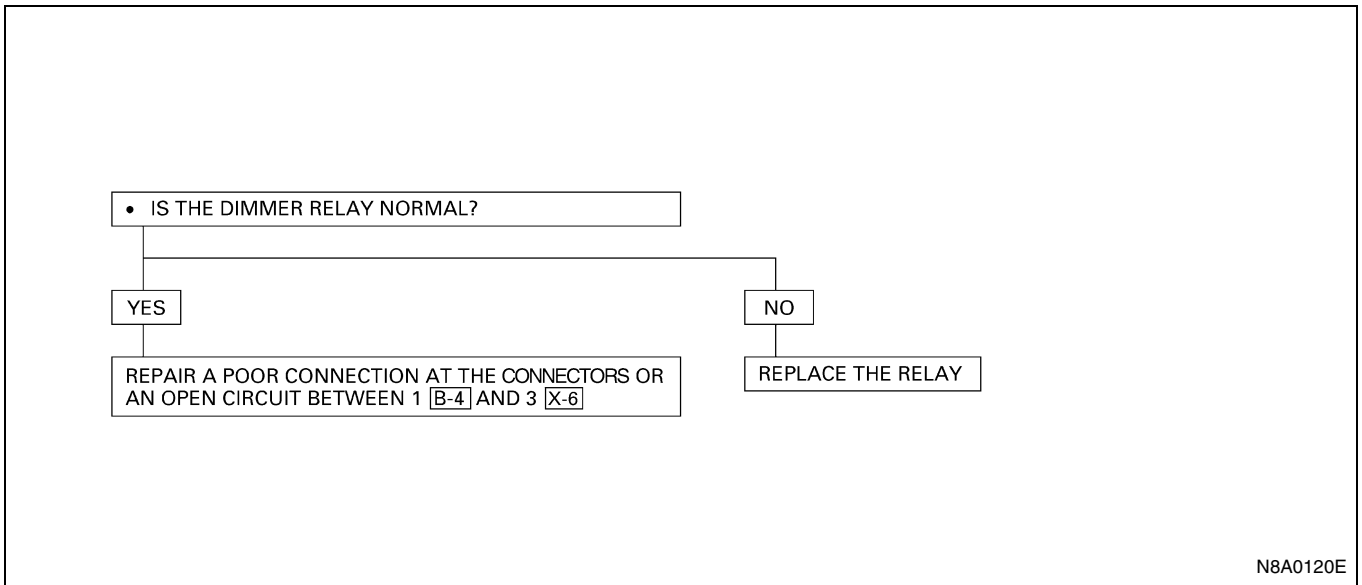 • IS THE DIMMER RELAY NORMAL?
YES
NO
REPAIR A POOR CONNECTION AT THE CONNECTORS OR
AN OPEN CIRCUIT BETWEEN 1 B-4 AND 3 X-6
REPLACE THE RELAY
N8A0120E